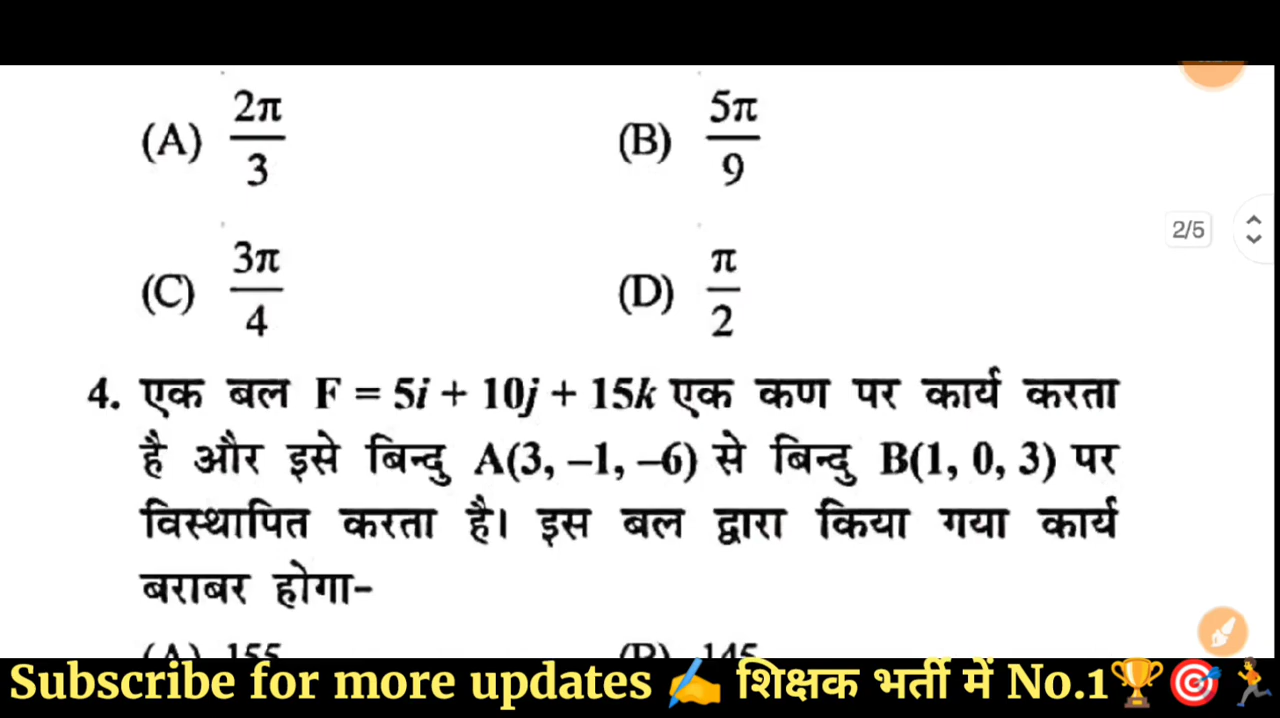 (A) 2π/3 (B) 5π/9
(C) 3π/4 (D) π/2
2/5
4. एक बल F = 5i + 10j + 15k एक कण पर कार्य करता
है और इसे बिन्दु A(3, –1, –6) से बिन्दु B(1, 0, 3) पर
विस्थापित करता है। इस बल द्वारा किया गया कार्य
बराबर होगा–
(A) 155 (B) 145
Subscribe for more updates ✍️ शिक्षक भर्ती में No.1🏆🎯🏃